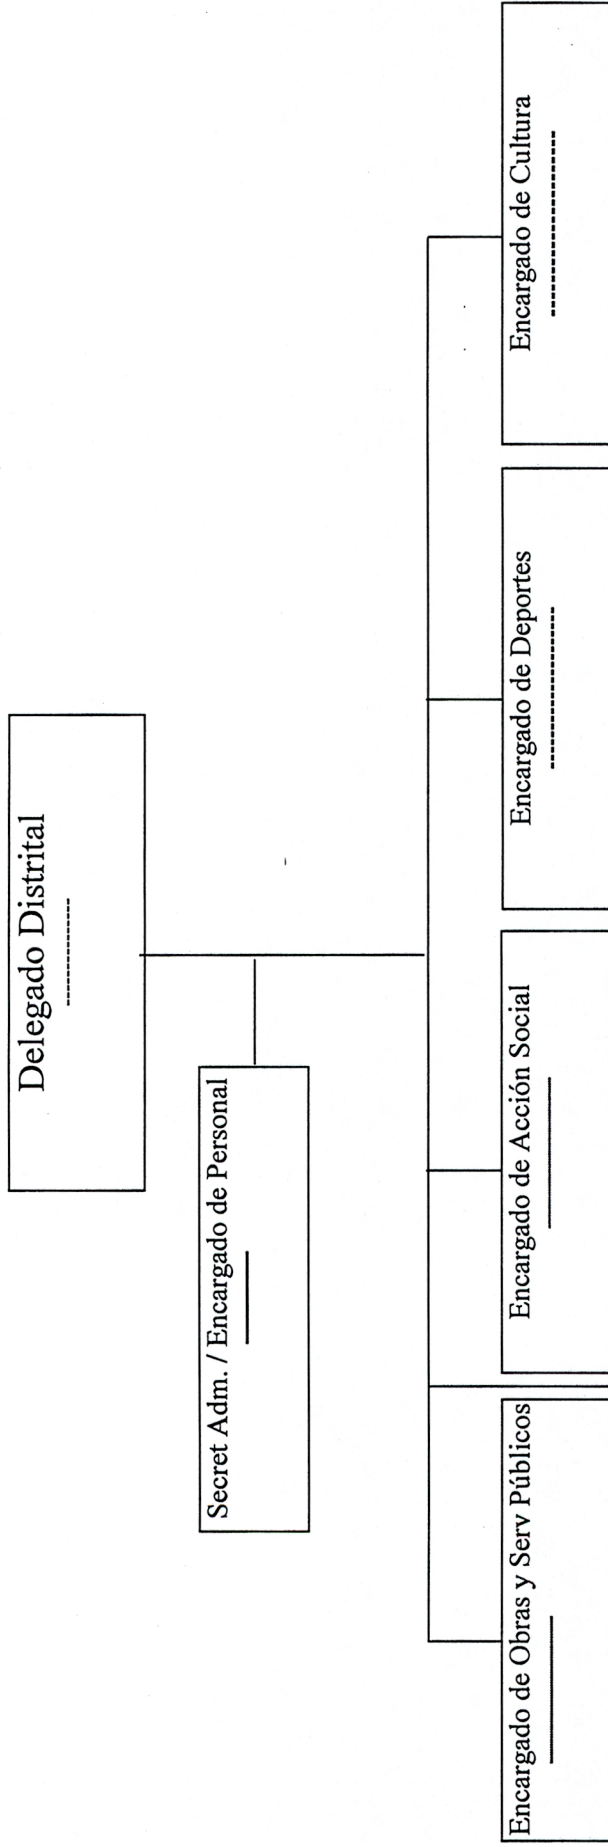 Delegado Distrital
Secret Adm. / Encargado de Personal
Encargado de Obras y Serv Públicos
Encargado de Acción Social
Encargado de Deportes
Encargado de Cultura